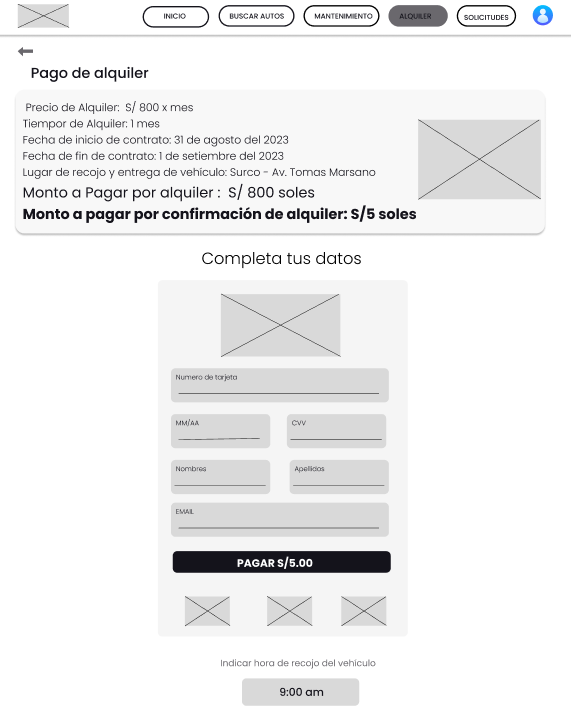 INICIO
BUSCAR AUTOS
MANTENIMIENTO
ALQUILER
SOLICITUDES
Pago de alquiler
Precio de Alquiler: S/ 800 x mes
Tiempor de Alquiler: 1 mes
Fecha de inicio de contrato: 31 de agosto del 2023
Fecha de fin de contrato: 1 de setiembre del 2023
Lugar de recojo y entrega de vehículo: Surco - Av. Tomas Marsano
Monto a Pagar por alquiler : S/ 800 soles
Monto a pagar por confirmación de alquiler: S/5 soles
Completa tus datos
Numero de tarjeta
MM/AA
CVV
Nombres
Apellidos
EMAIL
PAGAR S/5.00
Indicar hora de recojo del vehículo
9:00 am